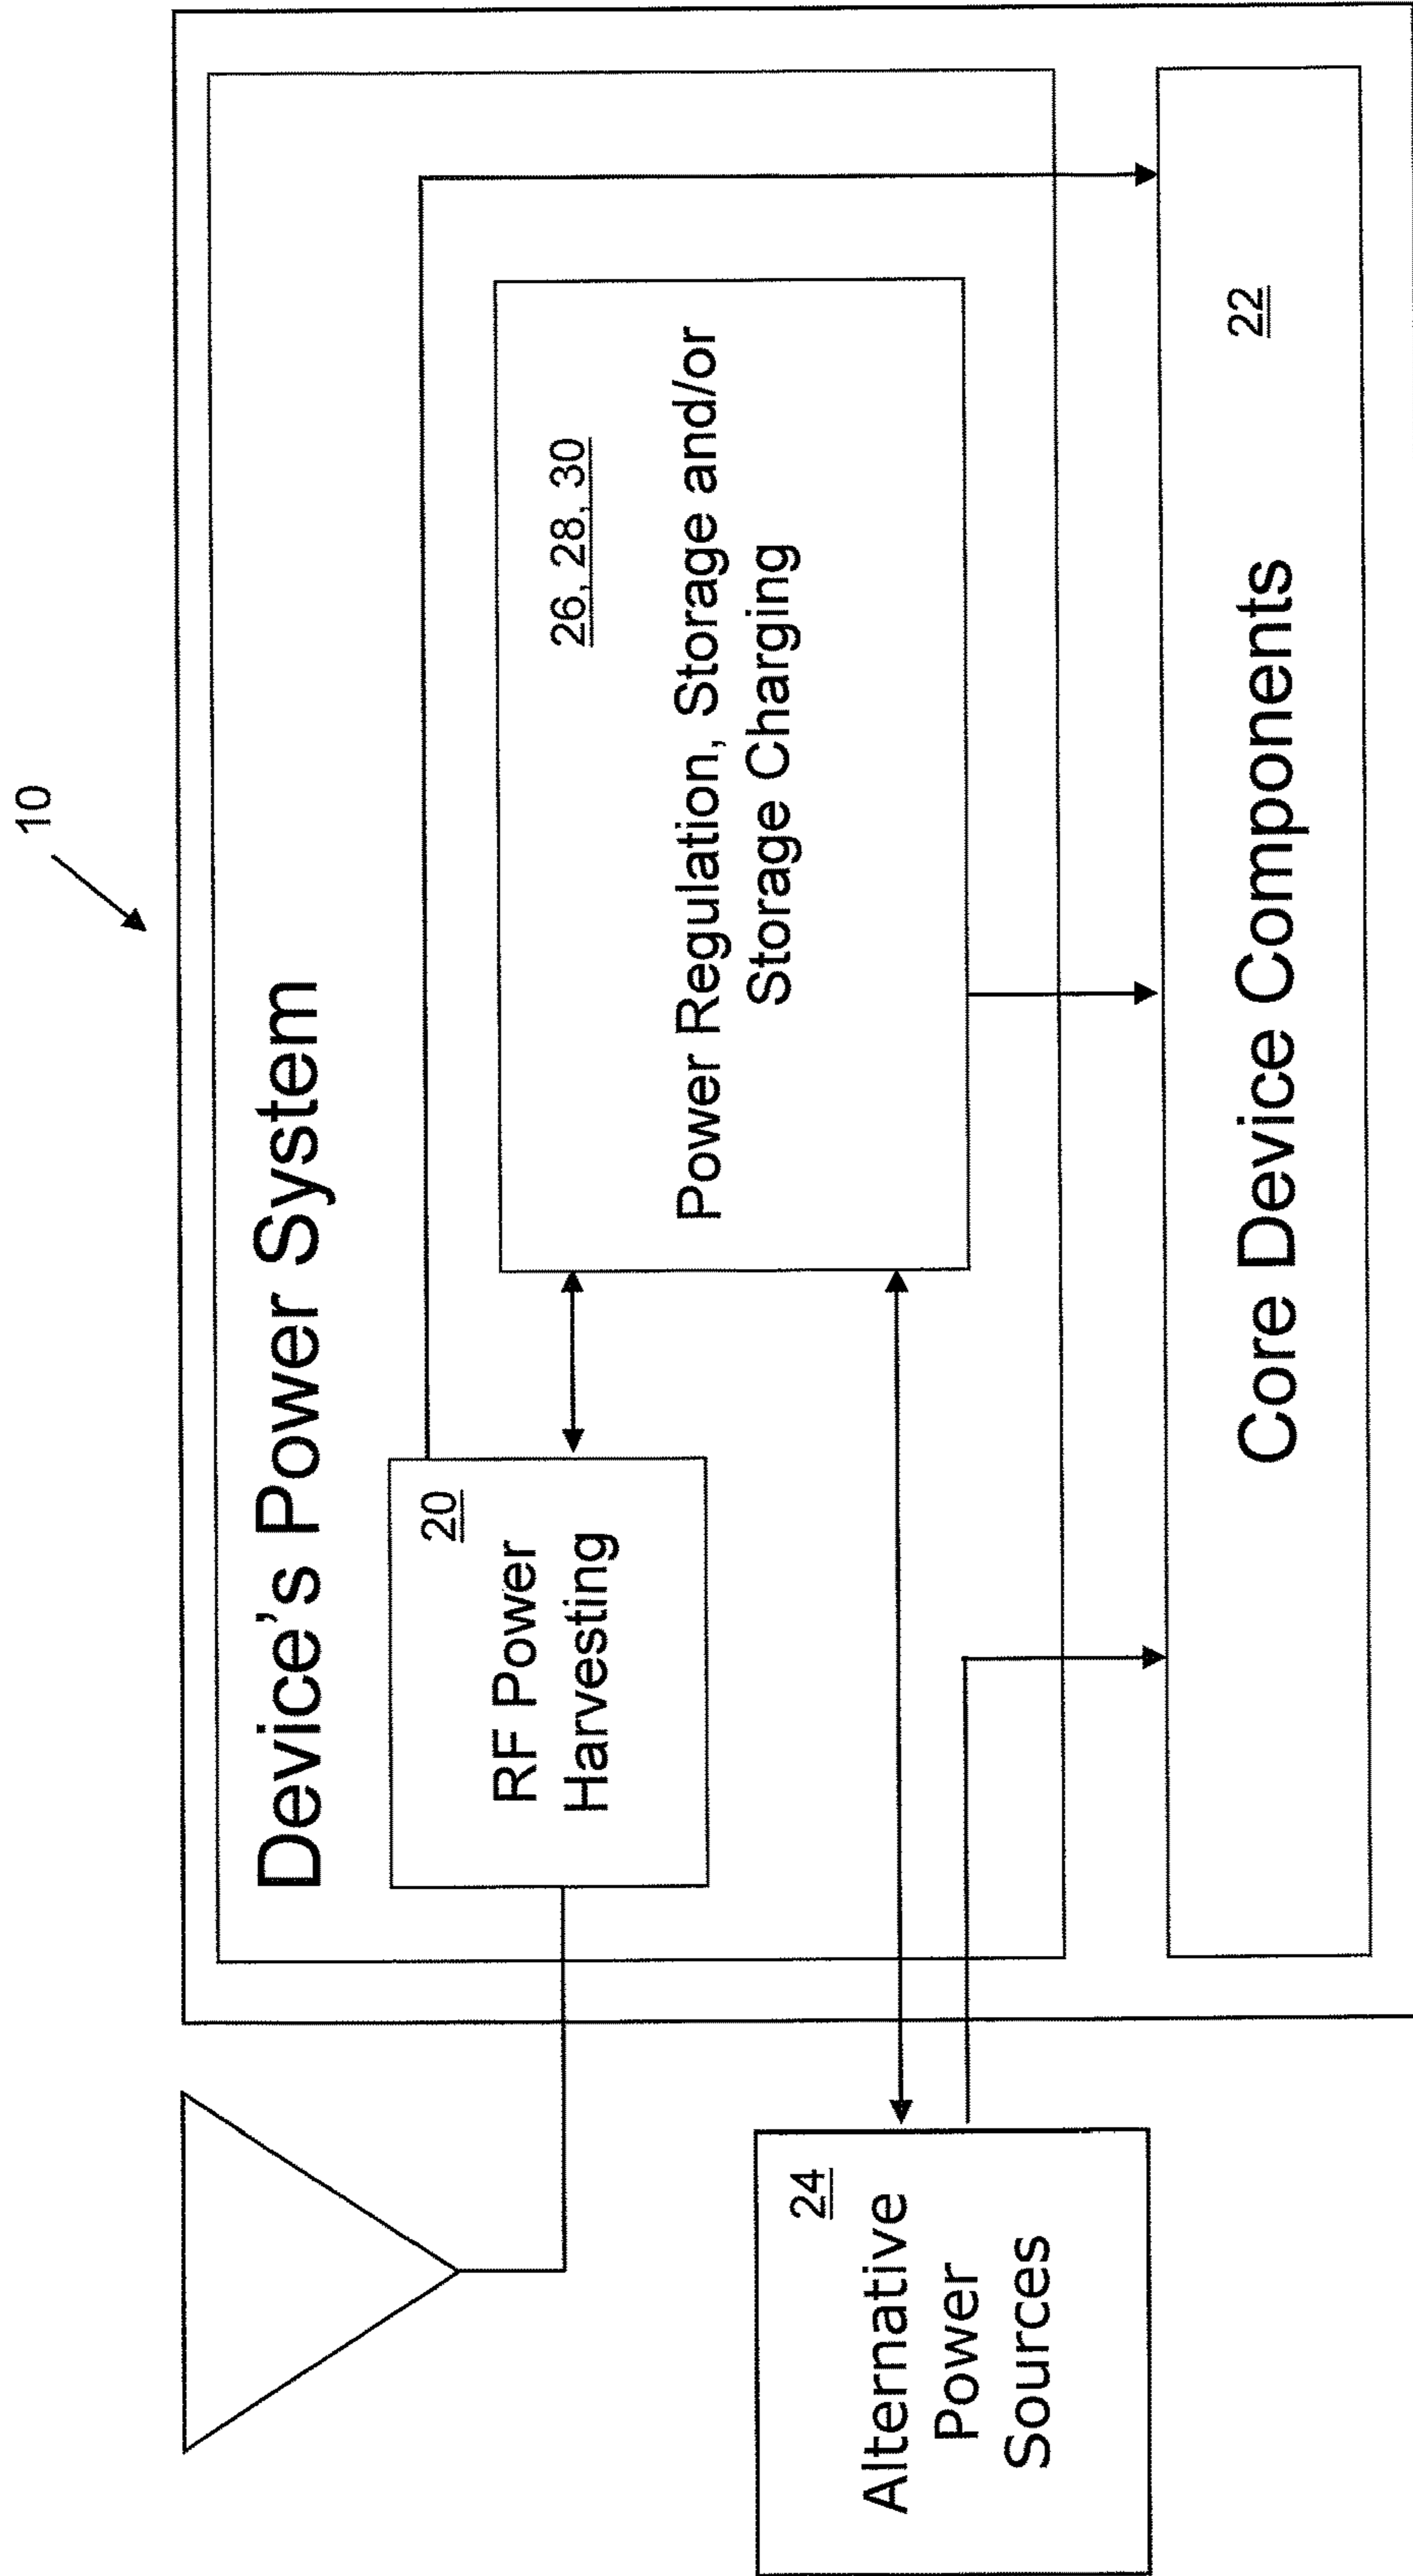 10
Device's Power System
20
RF Power
Harvesting
26, 28, 30
Power Regulation, Storage and/or
Storage Charging
24
Alternative
Power
Sources
22
Core Device Components